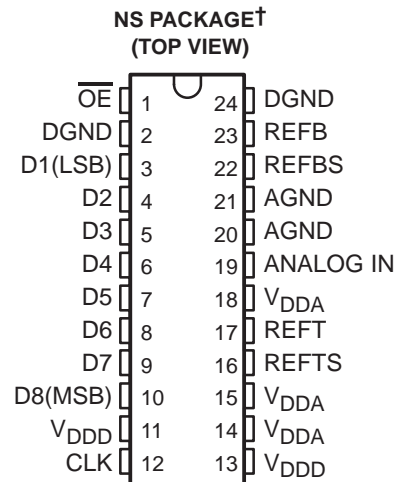 NS PACKAGE†
(TOP VIEW)
OE 1 24 DGND
DGND 2 23 REFB
D1(LSB) 3 22 REFBS
D2 4 21 AGND
D3 5 20 AGND
D4 6 19 ANALOG IN
D5 7 18 VDDA
D6 8 17 REFT
D7 9 16 REFTS
D8(MSB) 10 15 VDDA
VDDD 11 14 VDDA
CLK 12 13 VDDD